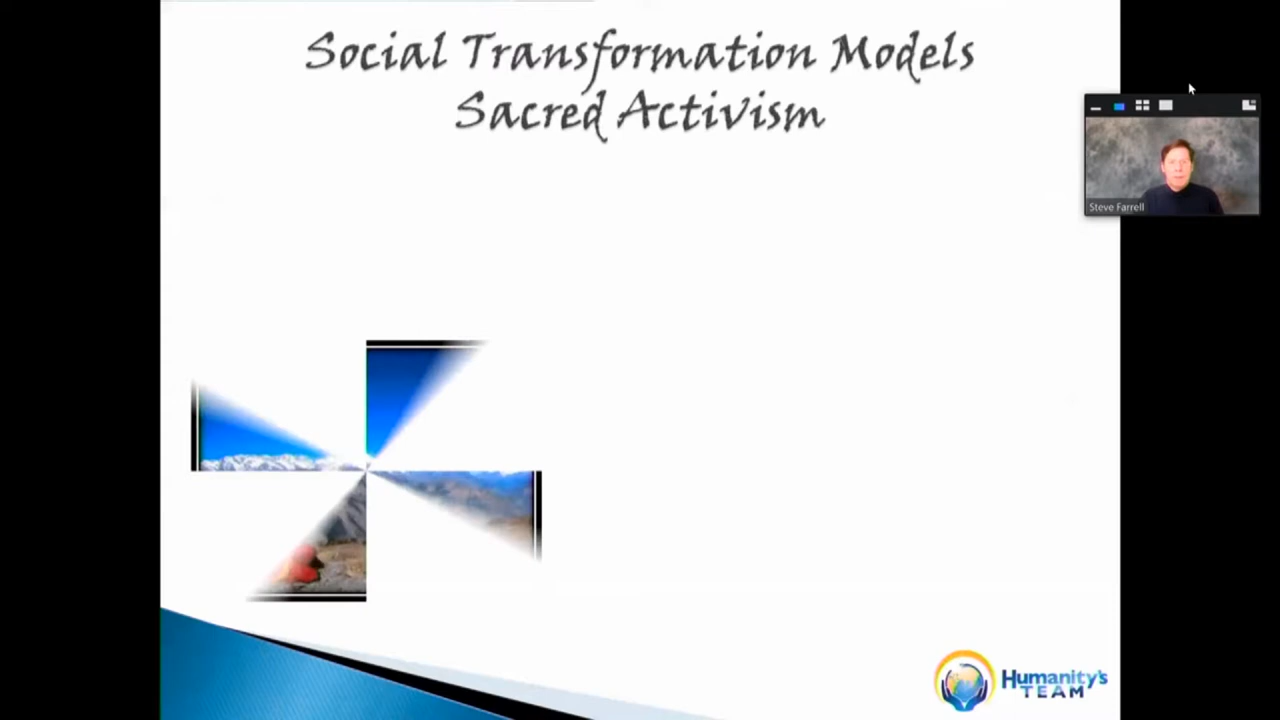 Social Transformation Models
Sacred Activism
Steve Farrell
Humanity's
TEAM